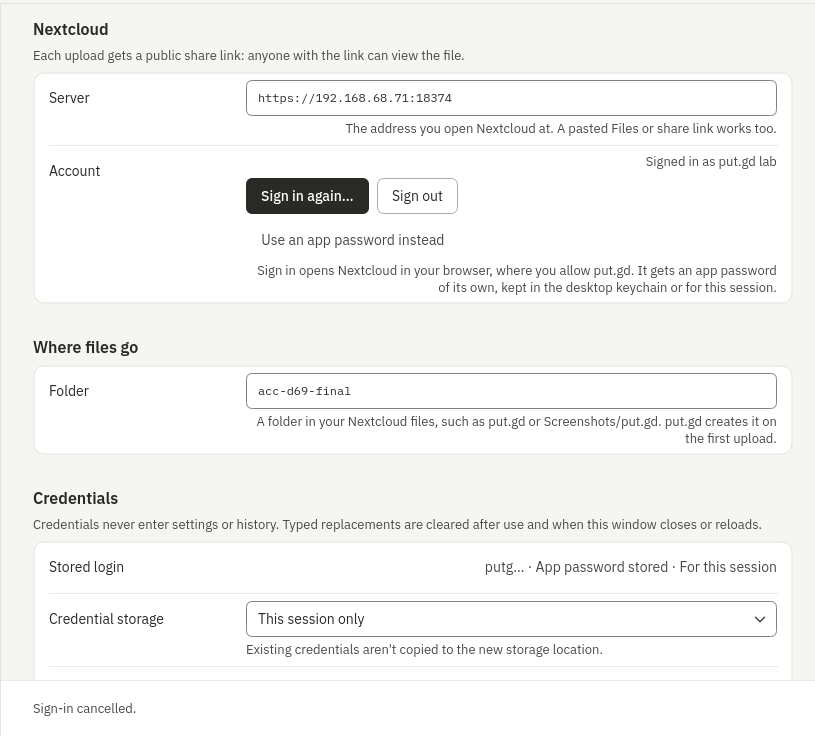 Nextcloud
Each upload gets a public share link: anyone with the link can view the file.
Server
https://192.168.68.71:18374
The address you open Nextcloud at. A pasted Files or share link works too.
Account
Signed in as put.gd lab
Sign in again...
Sign out
Use an app password instead
Sign in opens Nextcloud in your browser, where you allow put.gd. It gets an app password
of its own, kept in the desktop keychain or for this session.
Where files go
Folder
acc-d69-final
A folder in your Nextcloud files, such as put.gd or Screenshots/put.gd. put.gd creates it on
the first upload.
Credentials
Credentials never enter settings or history. Typed replacements are cleared after use and when this window closes or reloads.
Stored login
putg... · App password stored · For this session
Credential storage
This session only
Existing credentials aren't copied to the new storage location.
Sign-in cancelled.